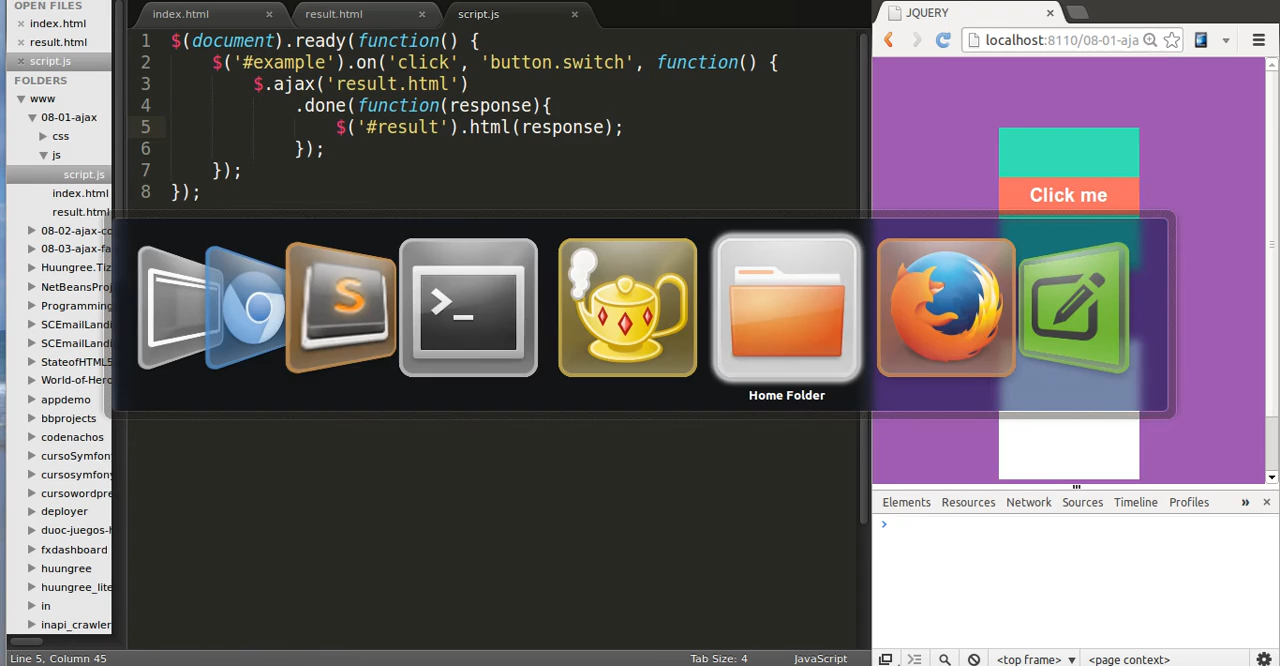 OPEN FILES
index.html
result.html
script.js
FOLDERS
www
08-01-ajax
css
js
script.js
index.html
result.html
08-02-ajax-co
08-03-ajax-fa
Huungree.Tiz
NetBeansProj
Programming
SCEmailLandi
SCEmailLandi
StateofHTML5
World-of-Hero
appdemo
bbprojects
codenachos
cursoSymfony
cursosymfony
cursowordpre
deployer
duoc-juegos-h
fxdashboard
huungree
huungree_lite
in
inapi_crawler
index.html
result.html
script.js
1 $(document).ready(function() {
2 $('#example').on('click', 'button.switch', function() {
3 $.ajax('result.html')
4 .done(function(response){
5 $('#result').html(response);
6 });
7 });
8 });
Home Folder
JQUERY
localhost:8110/08-01-aja
Click me
Elements Resources Network Sources Timeline Profiles »
<top frame> <page context>
Line 5, Column 45
Tab Size: 4
JavaScript